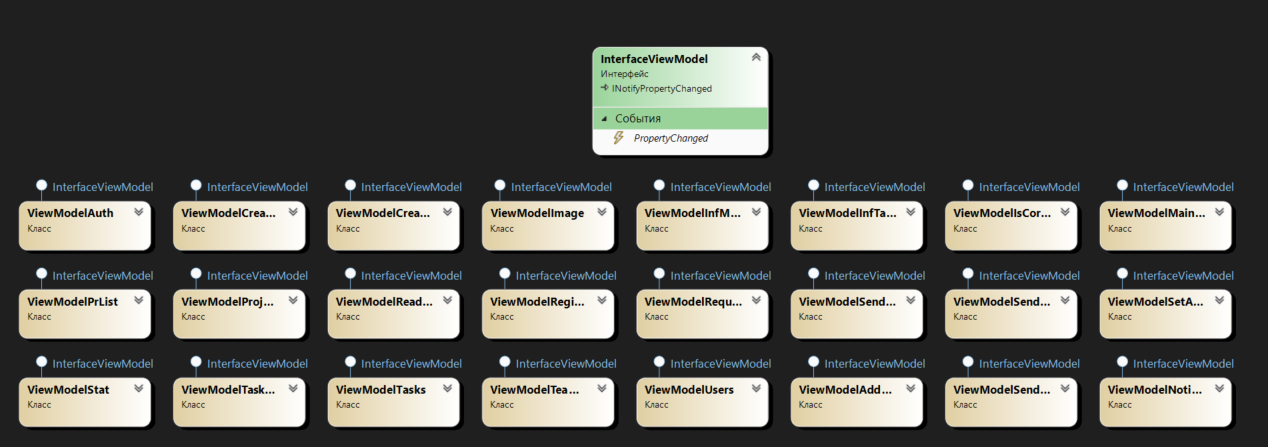 InterfaceViewModel
Интерфейс
INotifyPropertyChanged
События
PropertyChanged
InterfaceViewModel InterfaceViewModel InterfaceViewModel InterfaceViewModel InterfaceViewModel InterfaceViewModel InterfaceViewModel InterfaceViewModel
ViewModelAuth ViewModelCrea... ViewModelCrea... ViewModelImage ViewModelInfM... ViewModelInfTa... ViewModelIsCor... ViewModelMain...
Класс Класс Класс Класс Класс Класс Класс Класс
InterfaceViewModel InterfaceViewModel InterfaceViewModel InterfaceViewModel InterfaceViewModel InterfaceViewModel InterfaceViewModel InterfaceViewModel
ViewModelPrList ViewModelProj... ViewModelRead... ViewModelRegi... ViewModelRequ... ViewModelSend... ViewModelSend... ViewModelSetA...
Класс Класс Класс Класс Класс Класс Класс Класс
InterfaceViewModel InterfaceViewModel InterfaceViewModel InterfaceViewModel InterfaceViewModel InterfaceViewModel InterfaceViewModel InterfaceViewModel
ViewModelStat ViewModelTask... ViewModelTasks ViewModelTea... ViewModelUsers ViewModelAdd... ViewModelSend... ViewModelNoti...
Класс Класс Класс Класс Класс Класс Класс Класс